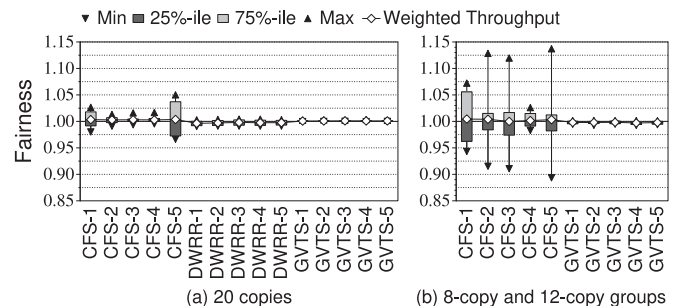 Min 25%-ile 75%-ile Max Weighted Throughput
Fairness
1.15
1.10
1.05
1.00
0.95
0.90
0.85
CFS-1
CFS-2
CFS-3
CFS-4
CFS-5
DWRR-1
DWRR-2
DWRR-3
DWRR-4
DWRR-5
GVTS-1
GVTS-2
GVTS-3
GVTS-4
GVTS-5
(a) 20 copies
1.15
1.10
1.05
1.00
0.95
0.90
0.85
CFS-1
CFS-2
CFS-3
CFS-4
CFS-5
GVTS-1
GVTS-2
GVTS-3
GVTS-4
GVTS-5
(b) 8-copy and 12-copy groups